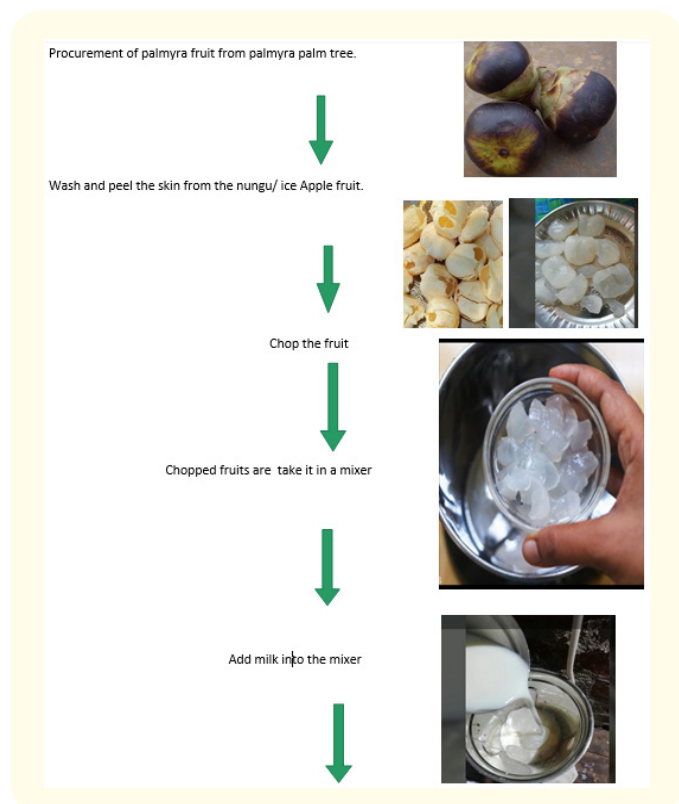 Procurement of palmyra fruit from palmyra palm tree.
Wash and peel the skin from the nungu/ ice Apple fruit.
Chop the fruit
Chopped fruits are  take it in a mixer
Add milk into the mixer